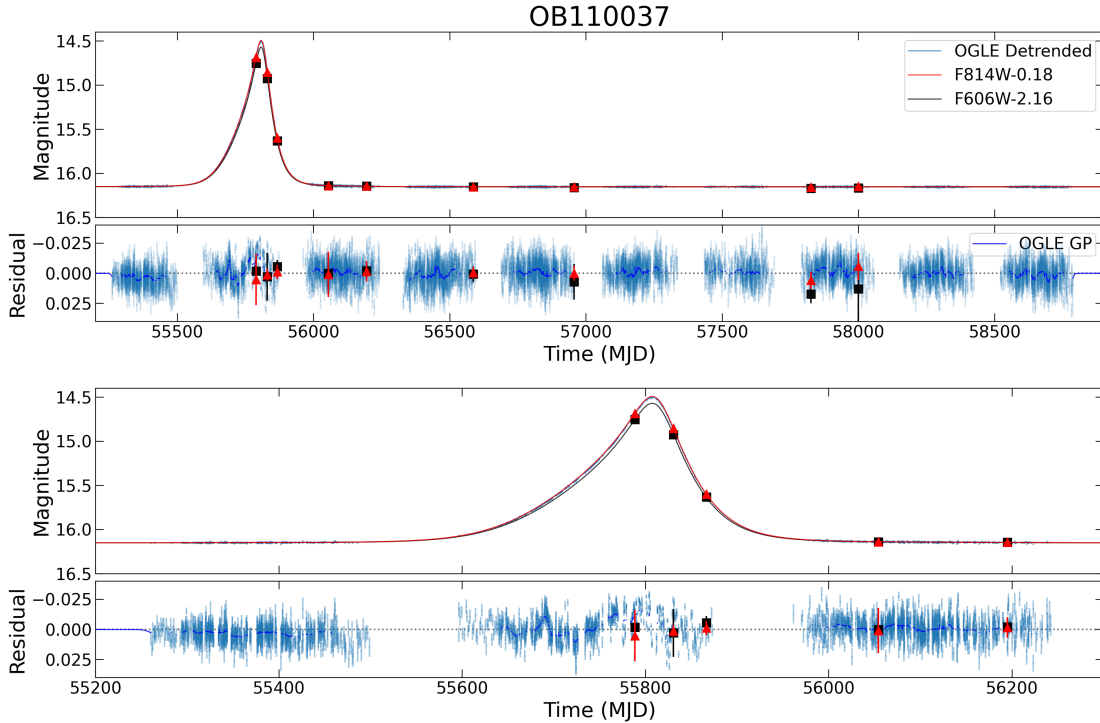 OB110037
14.5
15.0
15.5
16.0
16.5
Magnitude
OGLE Detrended
F814W-0.18
F606W-2.16
−0.025
0.000
0.025
Residual
OGLE GP
55500 56000 56500 57000 57500 58000 58500
Time (MJD)
14.5
15.0
15.5
16.0
16.5
Magnitude
−0.025
0.000
0.025
Residual
55200 55400 55600 55800 56000 56200
Time (MJD)